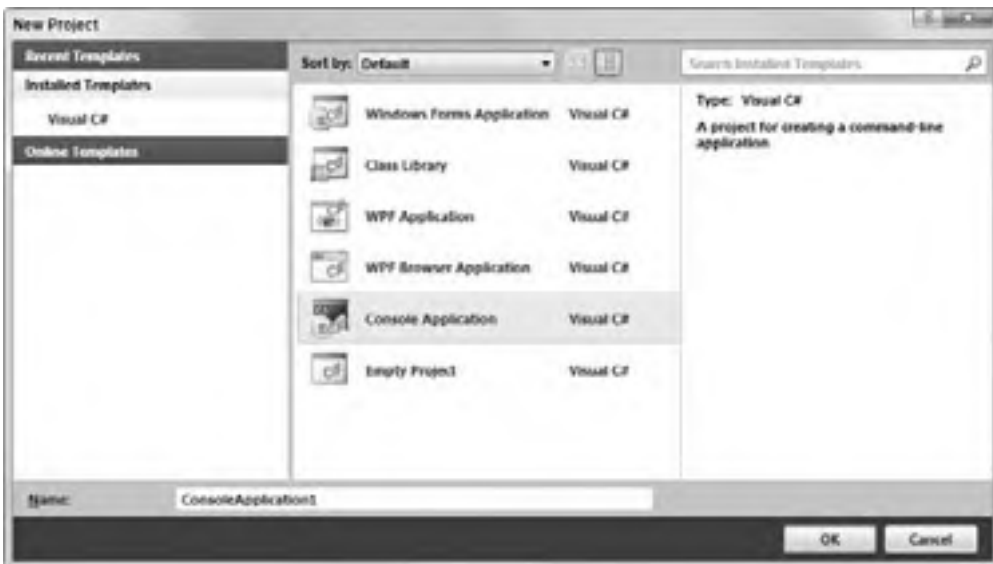 New Project
Recent Templates
Installed Templates
Visual C#
Online Templates
Sort by: Default
Windows Forms Application Visual C#
Class Library Visual C#
WPF Application Visual C#
WPF Browser Application Visual C#
Console Application Visual C#
Empty Project Visual C#
Search Installed Templates
Type: Visual C#
A project for creating a command-line
application
Name: ConsoleApplication1
OK Cancel